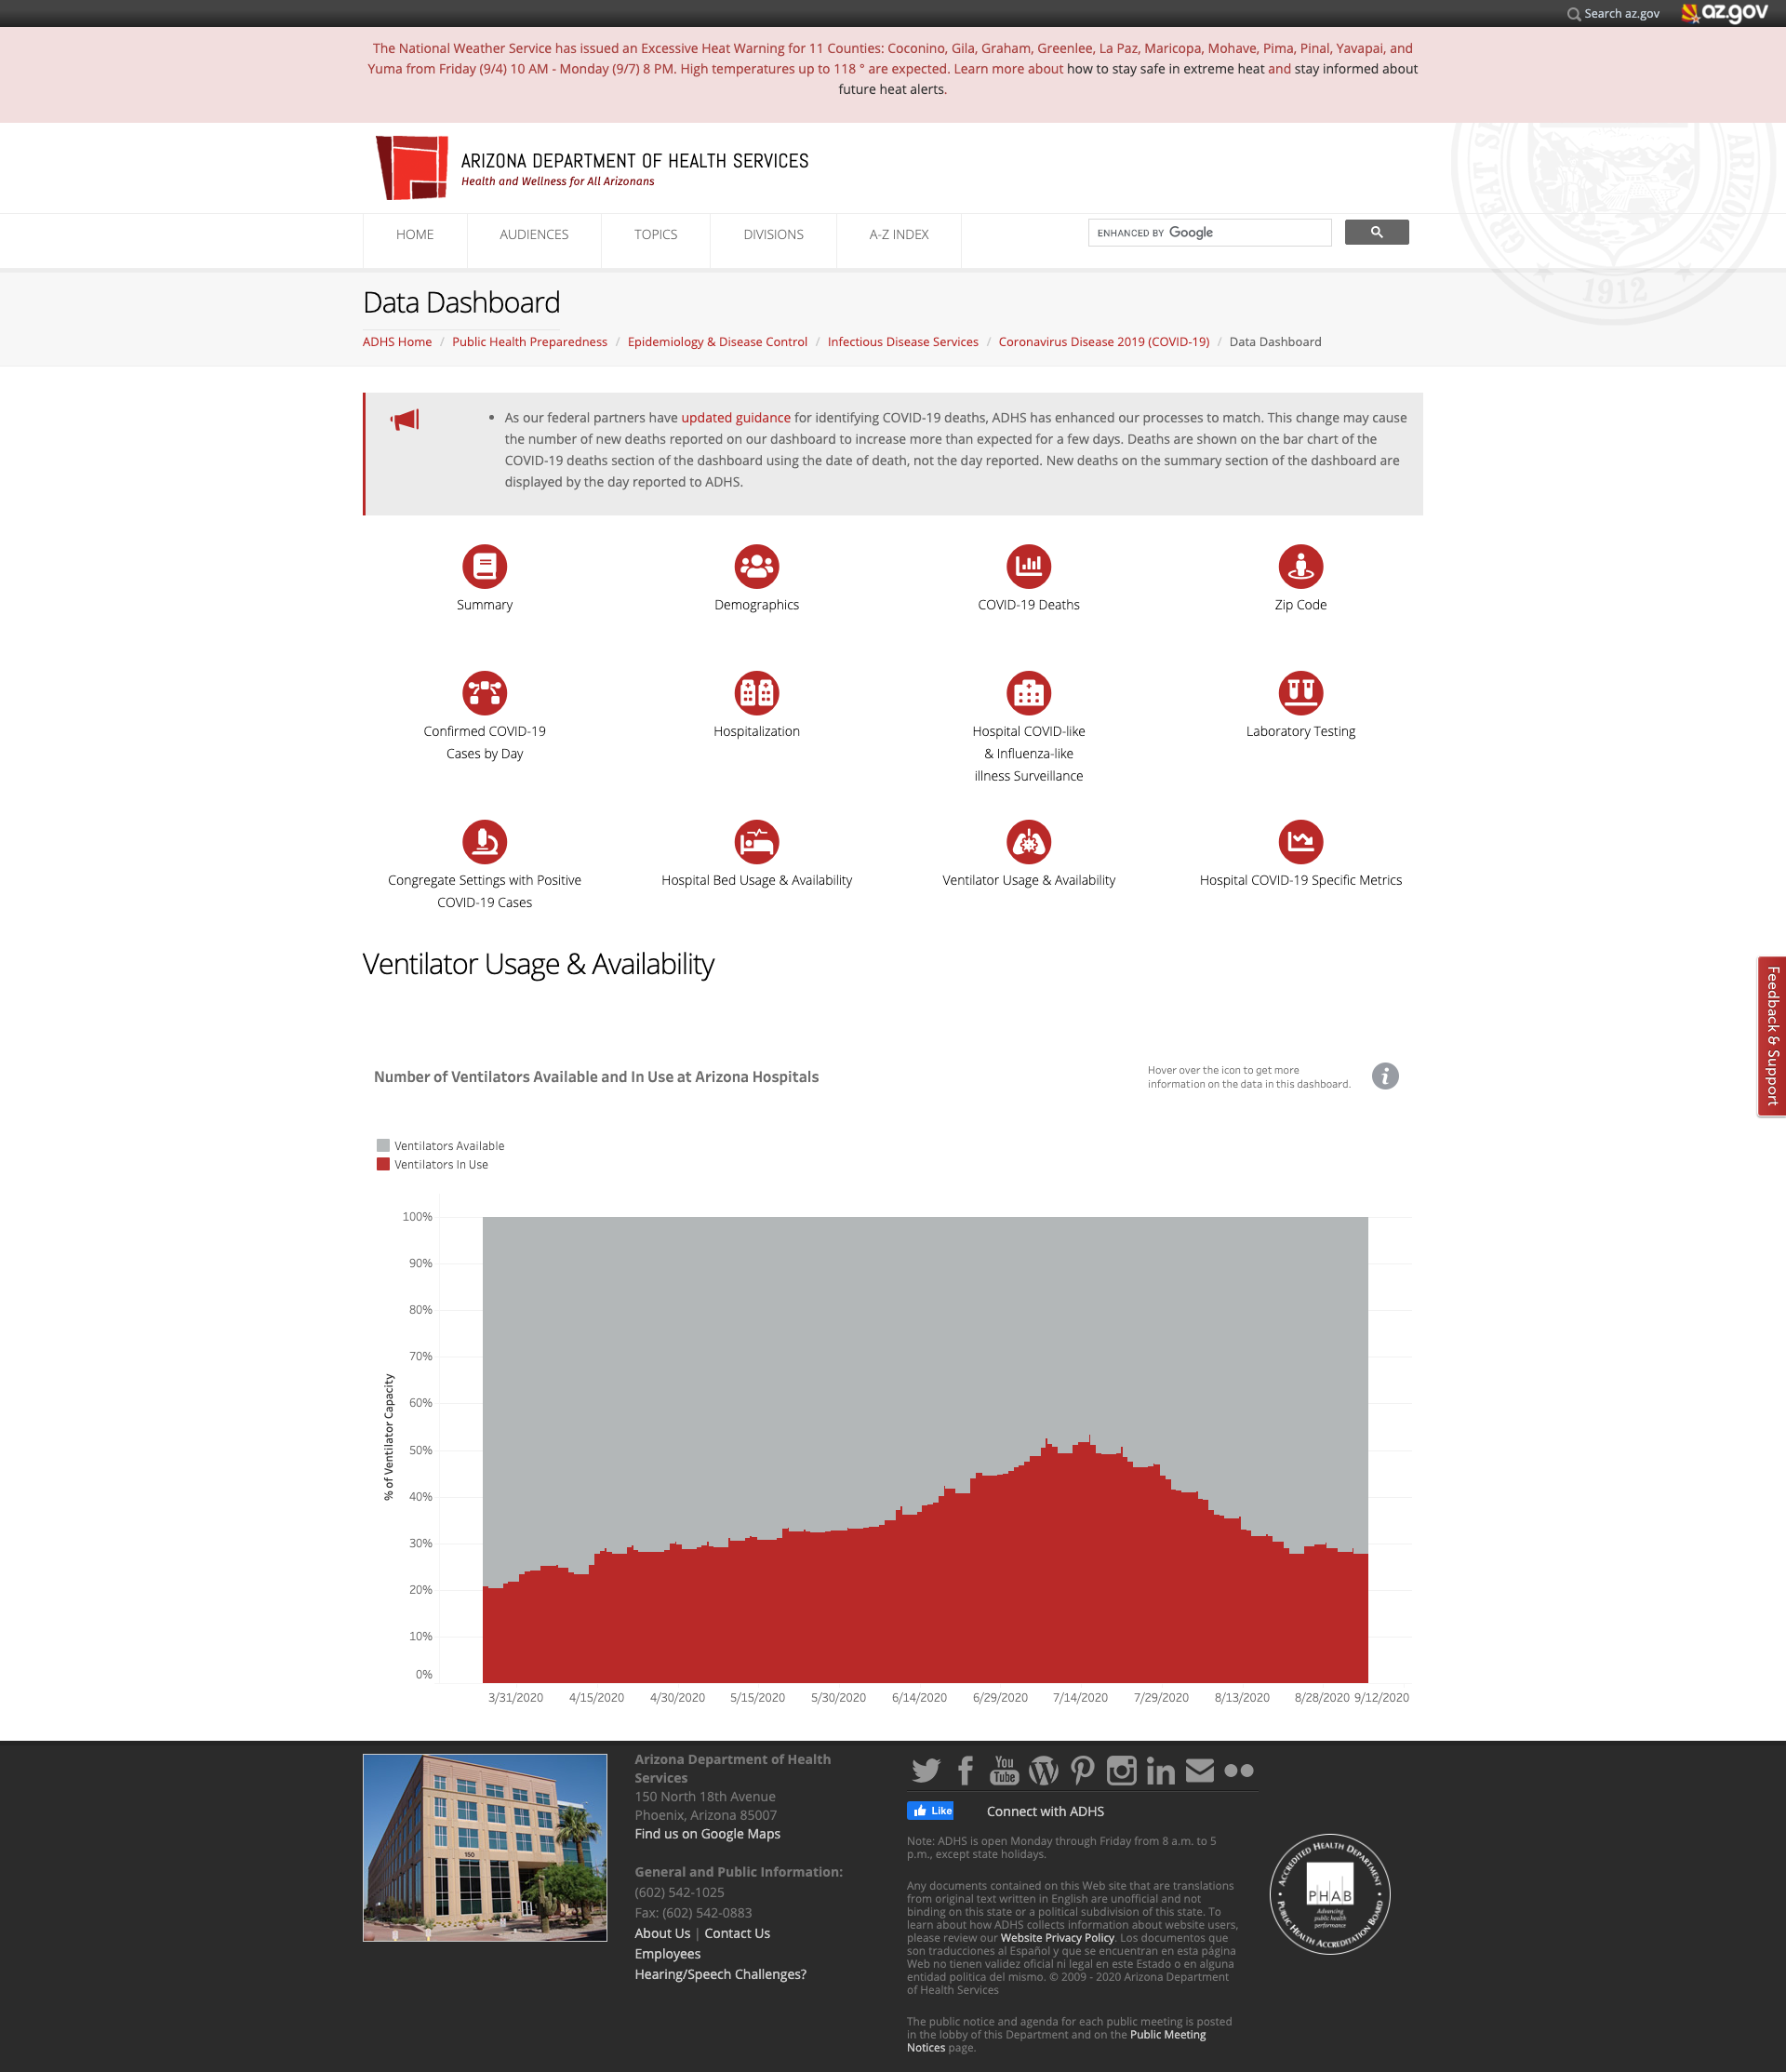 Search az.gov
az.gov
The National Weather Service has issued an Excessive Heat Warning for 11 Counties: Coconino, Gila, Graham, Greenlee, La Paz, Maricopa, Mohave, Pima, Pinal, Yavapai, and
Yuma from Friday (9/4) 10 AM - Monday (9/7) 8 PM. High temperatures up to 118 ° are expected. Learn more about how to stay safe in extreme heat and stay informed about
future heat alerts.
ARIZONA DEPARTMENT OF HEALTH SERVICES
Health and Wellness for All Arizonans
GREAT
ARIZONA
1912
HOME
AUDIENCES
TOPICS
DIVISIONS
A-Z INDEX
ENHANCED BY Google
Data Dashboard
ADHS Home / Public Health Preparedness / Epidemiology & Disease Control / Infectious Disease Services / Coronavirus Disease 2019 (COVID-19) / Data Dashboard
• As our federal partners have updated guidance for identifying COVID-19 deaths, ADHS has enhanced our processes to match. This change may cause
the number of new deaths reported on our dashboard to increase more than expected for a few days. Deaths are shown on the bar chart of the
COVID-19 deaths section of the dashboard using the date of death, not the day reported. New deaths on the summary section of the dashboard are
displayed by the day reported to ADHS.
Summary
Demographics
COVID-19 Deaths
Zip Code
Confirmed COVID-19
Cases by Day
Hospitalization
Hospital COVID-like
& Influenza-like
illness Surveillance
Laboratory Testing
Congregate Settings with Positive
COVID-19 Cases
Hospital Bed Usage & Availability
Ventilator Usage & Availability
Hospital COVID-19 Specific Metrics
Ventilator Usage & Availability
Feedback & Support
Number of Ventilators Available and In Use at Arizona Hospitals
Hover over the icon to get more
information on the data in this dashboard.
i
Ventilators Available
Ventilators In Use
% of Ventilator Capacity
100%
90%
80%
70%
60%
50%
40%
30%
20%
10%
0%
3/31/2020
4/15/2020
4/30/2020
5/15/2020
5/30/2020
6/14/2020
6/29/2020
7/14/2020
7/29/2020
8/13/2020
8/28/2020
9/12/2020
150
Arizona Department of Health
Services
150 North 18th Avenue
Phoenix, Arizona 85007
Find us on Google Maps
General and Public Information:
(602) 542-1025
Fax: (602) 542-0883
About Us | Contact Us
Employees
Hearing/Speech Challenges?
You
Tube
Like
Connect with ADHS
Note: ADHS is open Monday through Friday from 8 a.m. to 5
p.m., except state holidays.
Any documents contained on this Web site that are translations
from original text written in English are unofficial and not
binding on this state or a political subdivision of this state. To
learn about how ADHS collects information about website users,
please review our Website Privacy Policy. Los documentos que
son traducciones al Español y que se encuentran en esta página
Web no tienen validez oficial ni legal en este Estado o en alguna
entidad politica del mismo. © 2009 - 2020 Arizona Department
of Health Services
The public notice and agenda for each public meeting is posted
in the lobby of this Department and on the Public Meeting
Notices page.
ACCREDITED HEALTH DEPARTMENT
PHAB
Advancing
public health
performance
PUBLIC HEALTH ACCREDITATION BOARD